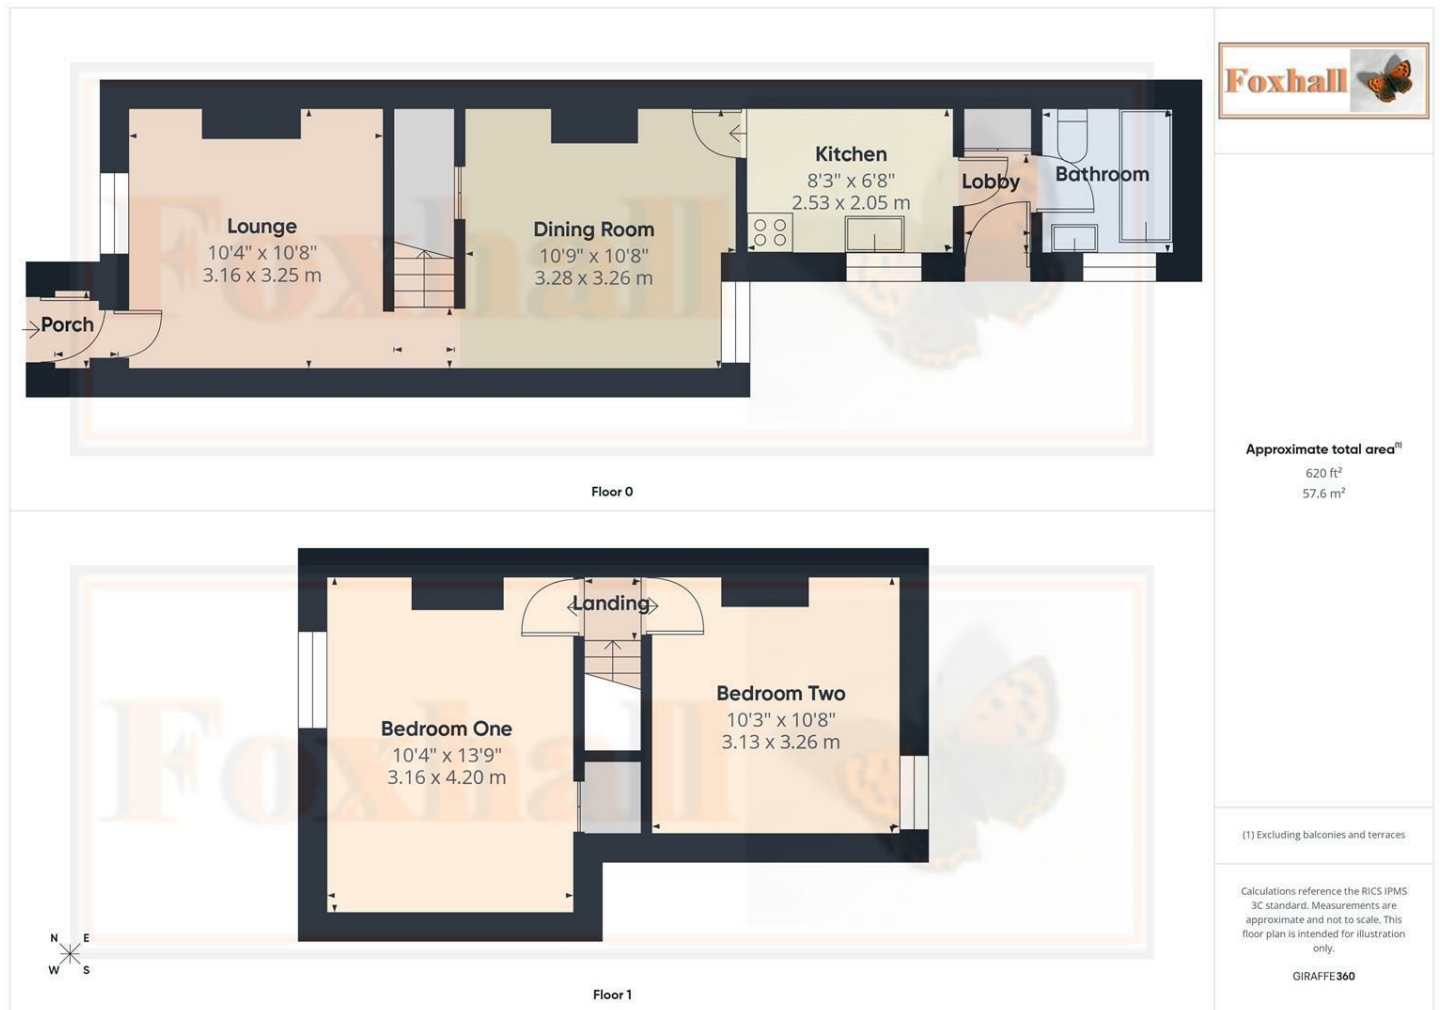 Foxhall
Lounge
10'4" x 10'8"
3.16 x 3.25 m
Porch
Dining Room
10'9" x 10'8"
3.28 x 3.26 m
Kitchen
8'3" x 6'8"
2.53 x 2.05 m
Lobby
Bathroom
Foxhall
Floor 0
Approximate total area(1)
620 ft²
57.6 m²
Landing
Bedroom One
10'4" x 13'9"
3.16 x 4.20 m
Bedroom Two
10'3" x 10'8"
3.13 x 3.26 m
Foxhall
N E
W S
Floor 1
(1) Excluding balconies and terraces
Calculations reference the RICS IPMS
3C standard. Measurements are
approximate and not to scale. This
floor plan is intended for illustration
only.
GIRAFFE360